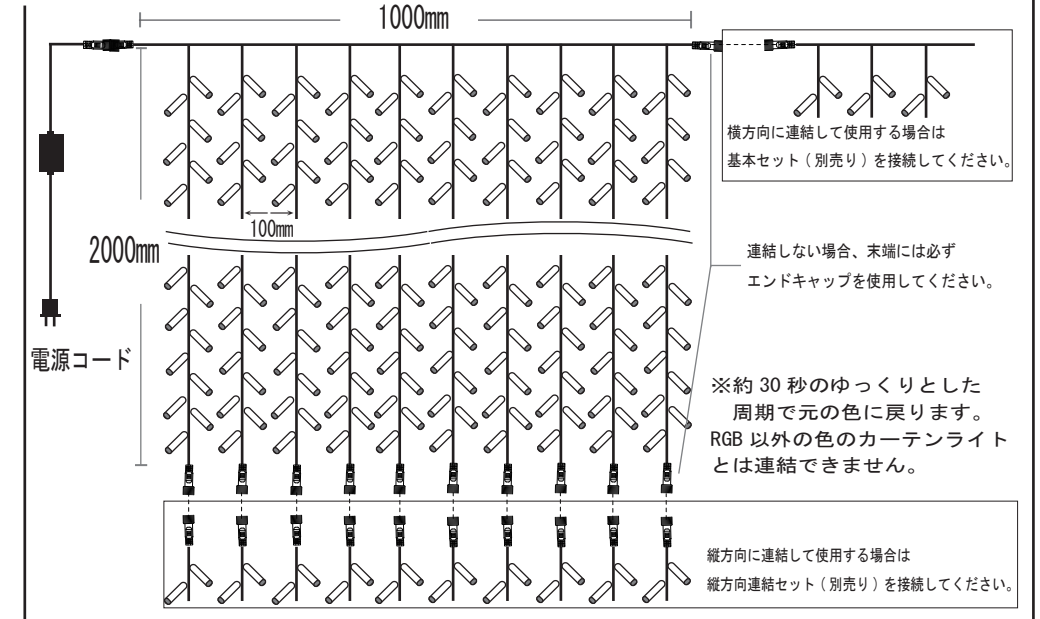 1000mm
横方向に連結して使用する場合は
基本セット(別売り)を接続してください。
100mm
2000mm
連結しない場合、末端には必ず
エンドキャップを使用してください。
電源コード
※約30秒のゆっくりとした
周期で元の色に戻ります。
RGB以外の色のカーテンライト
とは連結できません。
縦方向に連結して使用する場合は
縦方向連結セット(別売り)を接続してください。